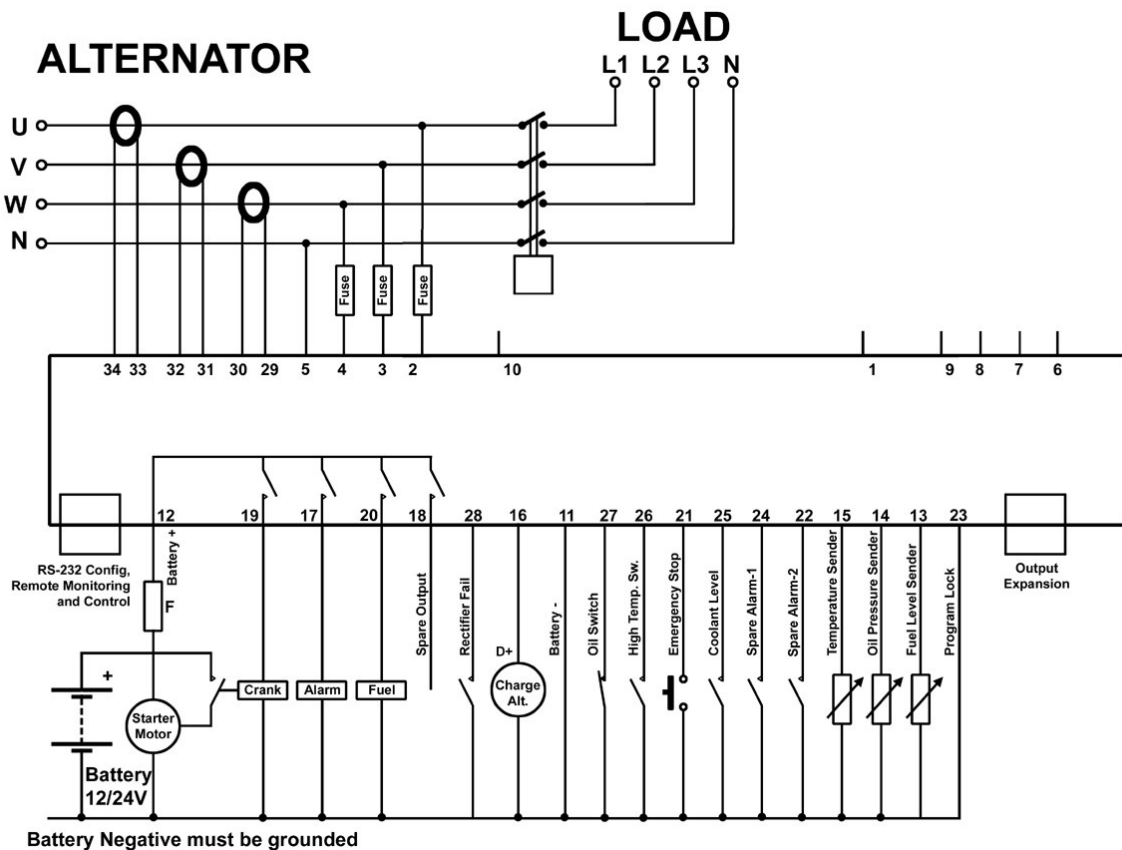 ALTERNATOR
LOAD
L1 L2 L3 N
U
V
W
N
Fuse
Fuse
Fuse
34 33 32 31 30 29 5 4 3 2 10 1 9 8 7 6
12 19 17 20 18 28 16 11 27 26 21 25 24 22 15 14 13 23
RS-232 Config,
Remote Monitoring
and Control
Battery +
F
Spare Output
Rectifier Fail
D+
Charge
Alt.
Battery -
Oil Switch
High Temp. Sw.
Emergency Stop
Coolant Level
Spare Alarm-1
Spare Alarm-2
Temperature Sender
Oil Pressure Sender
Fuel Level Sender
Program Lock
Output
Expansion
+
Crank
Alarm
Fuel
Starter
Motor
Battery
12/24V
Battery Negative must be grounded